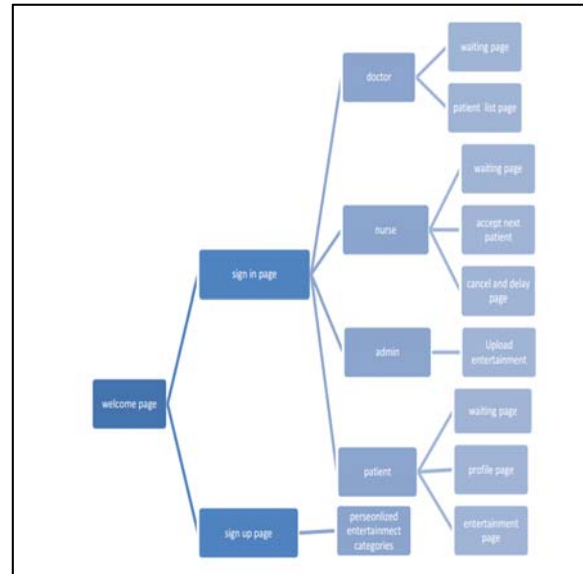 welcome page
sign in page
sign up page
doctor
nurse
admin
patient
perseonlized
entertainmect
categories
waiting page
patient list page
waiting page
accept next
patient
cancel and delay
page
Upload
entertainment
waiting page
profile page
entertainment
page